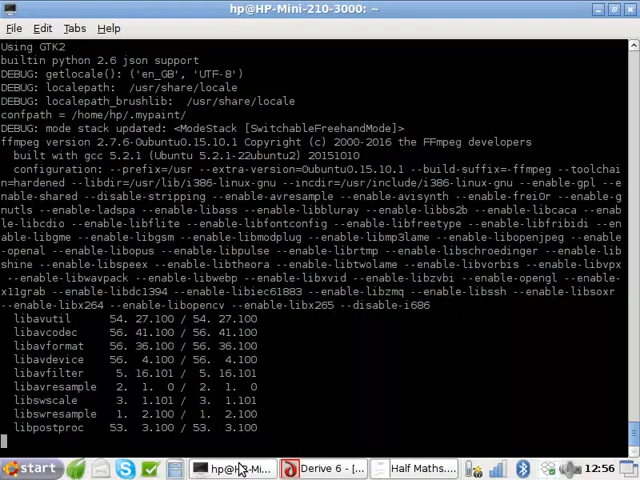 hp@HP-Mini-210-3000: ~
File Edit Tabs Help
Using GTK2
builtin python 2.6 json support
DEBUG: getlocale(): ('en_GB', 'UTF-8')
DEBUG: localepath:  /usr/share/locale
DEBUG: localepath_brushlib:  /usr/share/locale
confpath = /home/hp/.mypaint/
DEBUG: mode stack updated: <ModeStack [SwitchableFreehandMode]>
ffmpeg version 2.7.6-0ubuntu0.15.10.1 Copyright (c) 2000-2016 the FFmpeg developers
built with gcc 5.2.1 (Ubuntu 5.2.1-22ubuntu2) 20151010
configuration: --prefix=/usr --extra-version=0ubuntu0.15.10.1 --build-suffix=-ffmpeg --toolchai
n=hardened --libdir=/usr/lib/i386-linux-gnu --incdir=/usr/include/i386-linux-gnu --enable-gpl --e
nable-shared --disable-stripping --enable-avresample --enable-avisynth --enable-frei0r --enable-g
nutls --enable-ladspa --enable-libass --enable-libbluray --enable-libbs2b --enable-libcaca --enab
le-libcdio --enable-libflite --enable-libfontconfig --enable-libfreetype --enable-libfribidi --en
able-libgme --enable-libgsm --enable-libmodplug --enable-libmp3lame --enable-libopenjpeg --enable
-openal --enable-libopus --enable-libpulse --enable-librtmp --enable-libschroedinger --enable-lib
shine --enable-libspeex --enable-libtheora --enable-libtwolame --enable-libvorbis --enable-libvpx
--enable-libwavpack --enable-libwebp --enable-libxvid --enable-libzvbi --enable-opengl --enable-
x11grab --enable-libdc1394 --enable-libiec61883 --enable-libzmq --enable-libssh --enable-libsoxr
--enable-libx264 --enable-libopencv --enable-libx265 --disable-i686
libavutil 54. 27.100 / 54. 27.100
libavcodec 56. 41.100 / 56. 41.100
libavformat 56. 36.100 / 56. 36.100
libavdevice 56. 4.100 / 56. 4.100
libavfilter 5. 16.101 / 5. 16.101
libavresample 2. 1. 0 / 2. 1. 0
libswscale 3. 1.101 / 3. 1.101
libswresample 1. 2.100 / 1. 2.100
libpostproc 53. 3.100 / 53. 3.100
start hp@HP-Mi... Derive 6 - [... Half Maths.... 12:56